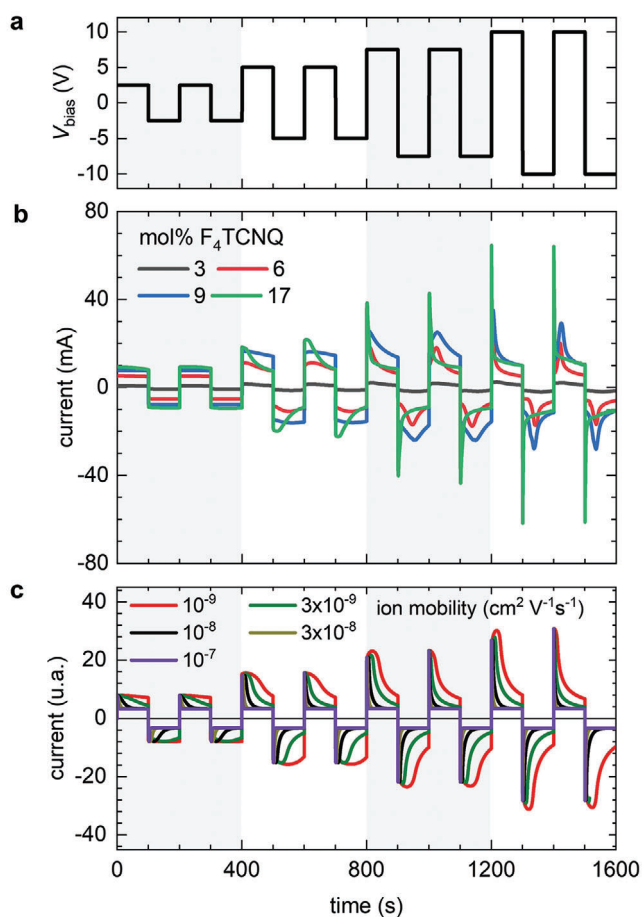 a
10
5
0
-5
-10
V_bias (V)
b
80
40
0
-40
-80
current (mA)
mol% F₄TCNQ
3 6
9 17
c
40
20
0
-20
-40
current (u.a.)
10⁻⁹ 3x10⁻⁹ ion mobility (cm² V⁻¹s⁻¹)
10⁻⁸ 3x10⁻⁸
10⁻⁷
0 400 800 1200 1600
time (s)